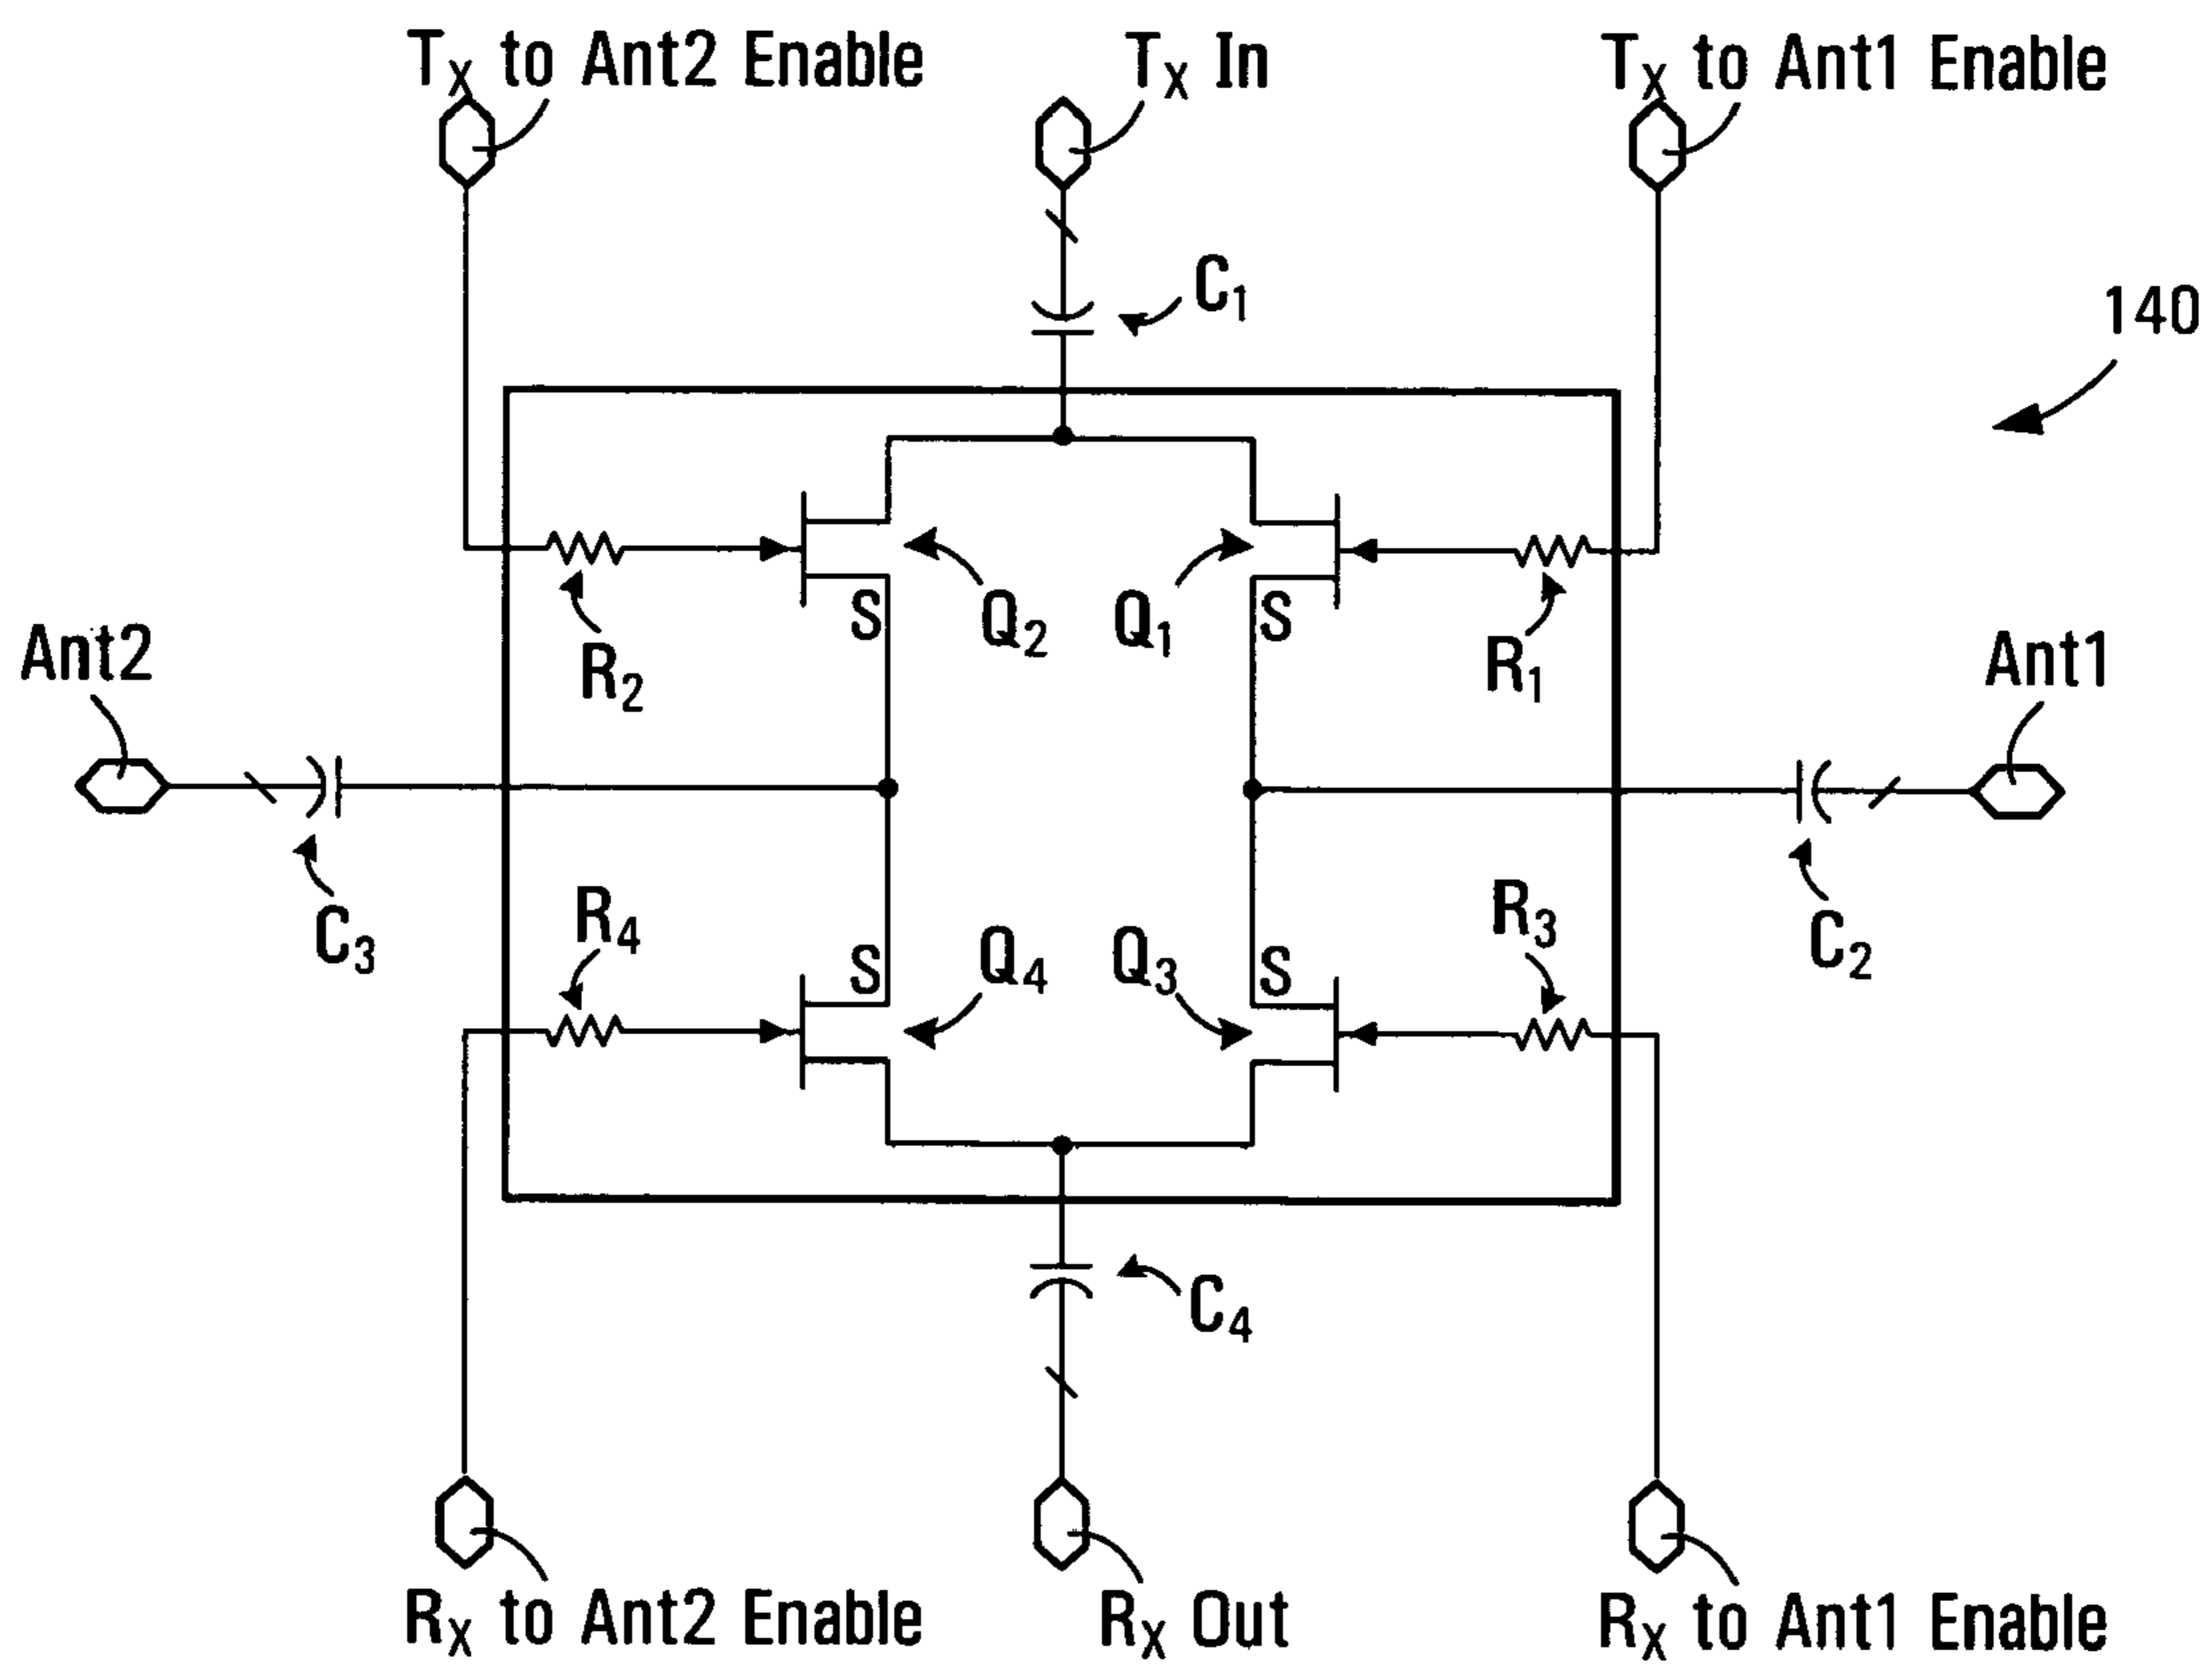 Tx to Ant2 Enable
Tx In
Tx to Ant1 Enable
C1
140
S
Q2
Q1
S
R2
R1
Ant2
Ant1
R4
R3
C3
S
Q4
Q3
S
C2
C4
Rx to Ant2 Enable
Rx Out
Rx to Ant1 Enable